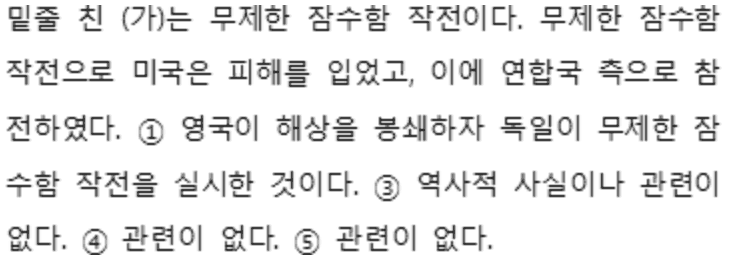 밑줄 친 (가)는 무제한 잠수함 작전이다. 무제한 잠수함
작전으로 미국은 피해를 입었고, 이에 연합국 측으로 참
전하였다. ① 영국이 해상을 봉쇄하자 독일이 무제한 잠
수함 작전을 실시한 것이다. ③ 역사적 사실이나 관련이
없다. ④ 관련이 없다. ⑤ 관련이 없다.